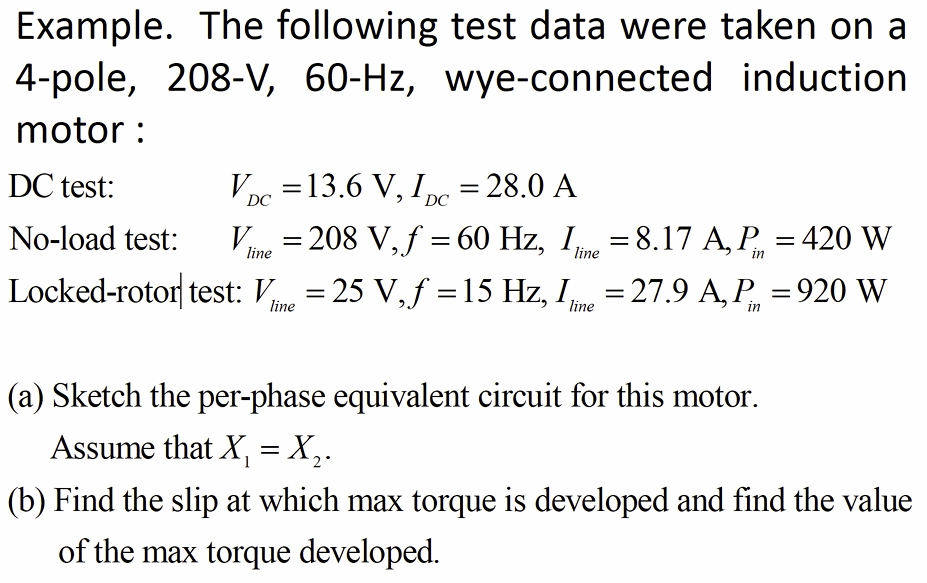 Example. The following test data were taken on a
4-pole, 208-V, 60-Hz, wye-connected induction
motor :
DC test: V_DC = 13.6 V, I_DC = 28.0 A
No-load test: V_line = 208 V, f = 60 Hz, I_line = 8.17 A, P_in = 420 W
Locked-rotor test: V_line = 25 V, f = 15 Hz, I_line = 27.9 A, P_in = 920 W
(a) Sketch the per-phase equivalent circuit for this motor.
Assume that X_1 = X_2.
(b) Find the slip at which max torque is developed and find the value
of the max torque developed.